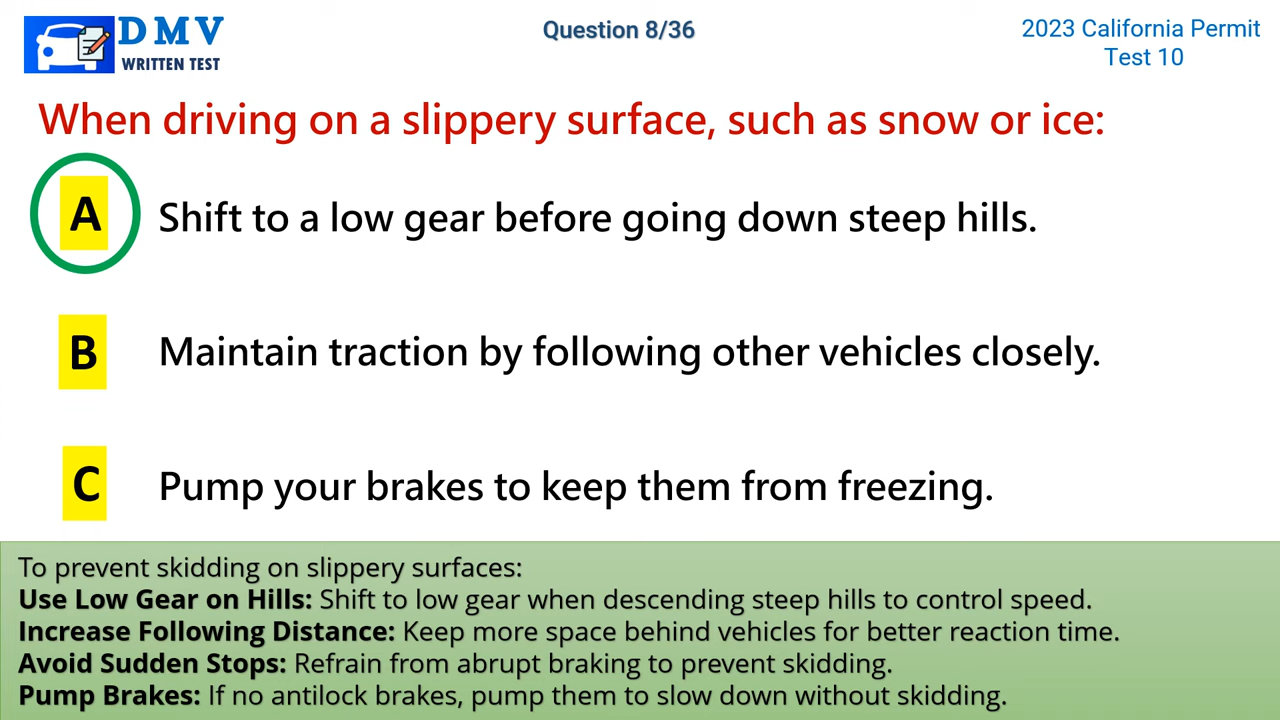 DMV
WRITTEN TEST
Question 8/36
2023 California Permit
Test 10
When driving on a slippery surface, such as snow or ice:
A Shift to a low gear before going down steep hills.
B Maintain traction by following other vehicles closely.
C Pump your brakes to keep them from freezing.
To prevent skidding on slippery surfaces:
Use Low Gear on Hills: Shift to low gear when descending steep hills to control speed.
Increase Following Distance: Keep more space behind vehicles for better reaction time.
Avoid Sudden Stops: Refrain from abrupt braking to prevent skidding.
Pump Brakes: If no antilock brakes, pump them to slow down without skidding.